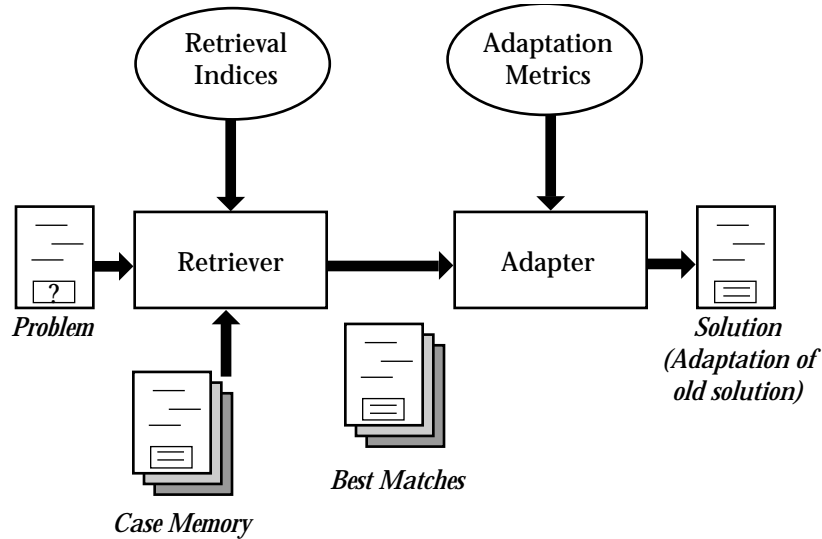 Retrieval
Indices
Adaptation
Metrics
Retriever
Adapter
?
Problem
Solution
(Adaptation of
old solution)
Best Matches
Case Memory